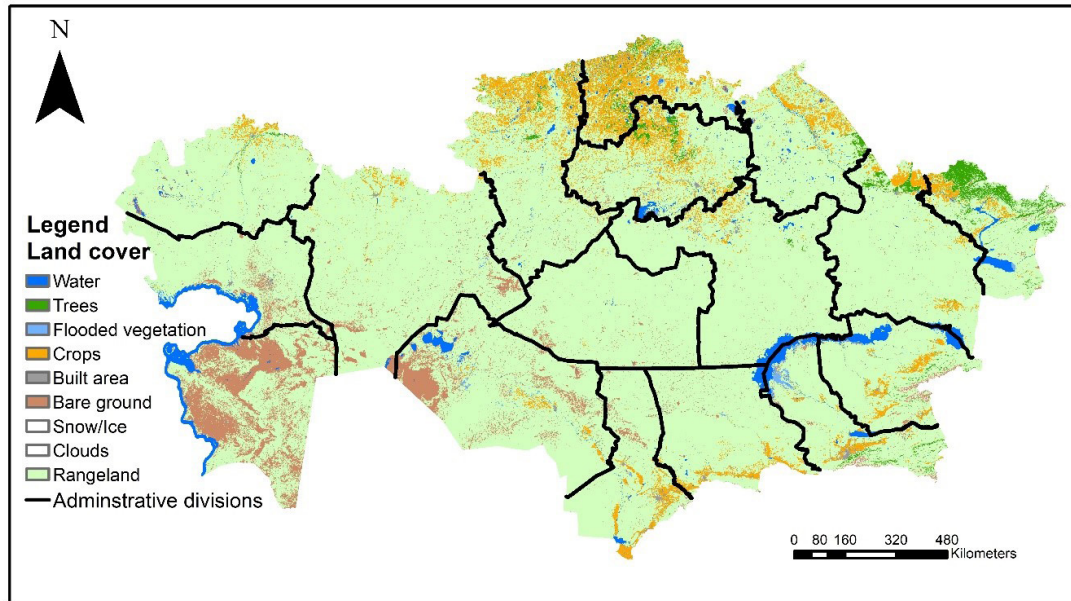 N
Legend
Land cover
Water
Trees
Flooded vegetation
Crops
Built area
Bare ground
Snow/Ice
Clouds
Rangeland
Adminstrative divisions
0 80 160 320 480
Kilometers